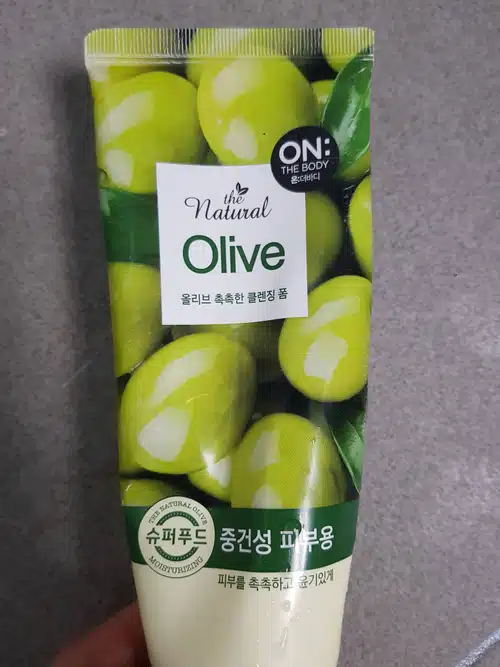 ON:
THE BODY
온:더바디
the
Natural
Olive
올리브 촉촉한 클렌징 폼
THE NATURAL OLIVE
슈퍼푸드
MOISTURIZING
중건성 피부용
피부를 촉촉하고 윤기있게